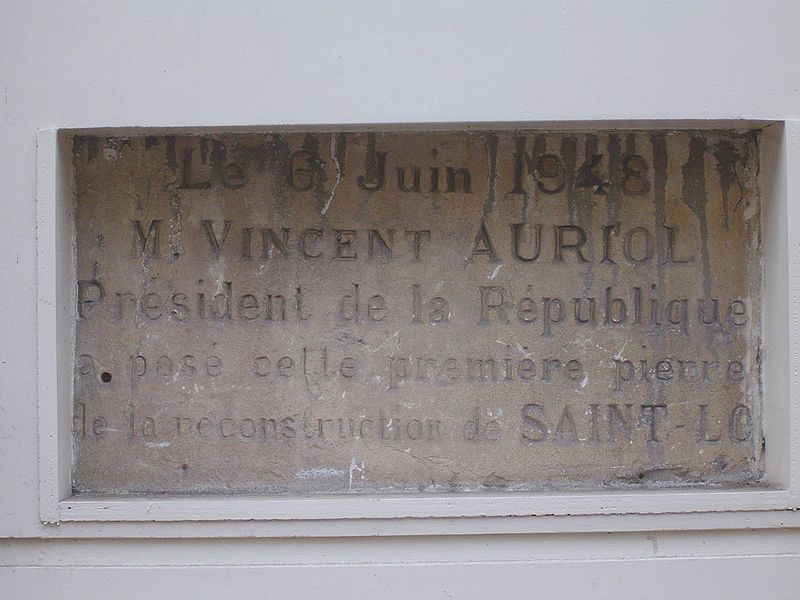 Le 6 Juin 1948
M. VINCENT AURIOL
Président de la République
a posé cette première pierre
de la reconstruction de SAINT-LO